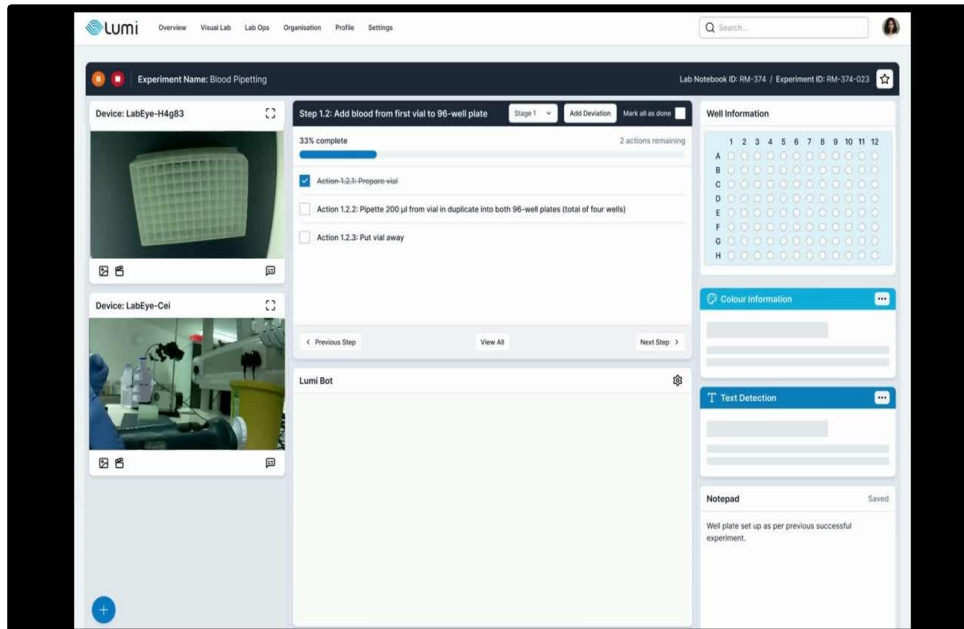 Lumi
Overview Visual Lab Lab Ops Organisation Profile Settings
Search...
Experiment Name: Blood Pipetting
Lab Notebook ID: RM-374 / Experiment ID: RM-374-023
Device: LabEye-H4g83
Device: LabEye-Cei
Step 1.2: Add blood from first vial to 96-well plate
Stage 1
Add Deviation
Mark all as done
33% complete
2 actions remaining
Action 1.2.1: Prepare vial
Action 1.2.2: Pipette 200 µl from vial in duplicate into both 96-well plates (total of four wells)
Action 1.2.3: Put vial away
< Previous Step
View All
Next Step >
Lumi Bot
Well Information
1 2 3 4 5 6 7 8 9 10 11 12
A
B
C
D
E
F
G
H
Colour Information
Text Detection
Notepad
Saved
Well plate set up as per previous successful
experiment.